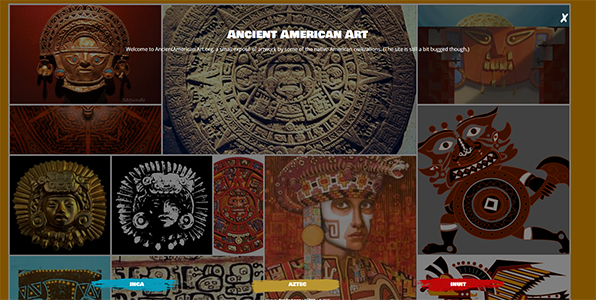 X
Ancient American Art
Welcome to AncientAmericanArt.org, a small exposé of artwork by some of the native American civilizations. (The site is still a bit bugged though.)
INCA
AZTEC
INUIT